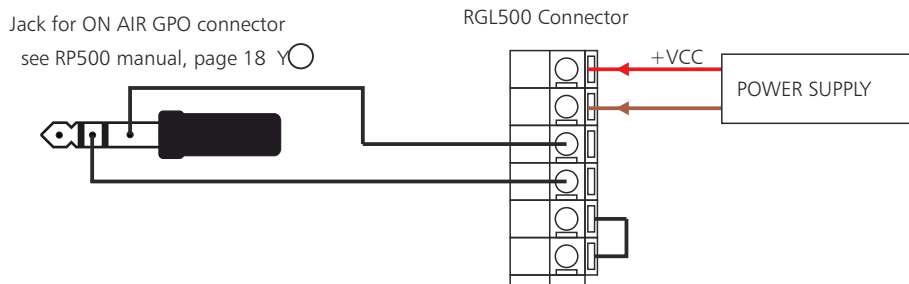 Jack for ON AIR GPO connector
see RP500 manual, page 18 Y
RGL500 Connector
+VCC
POWER SUPPLY